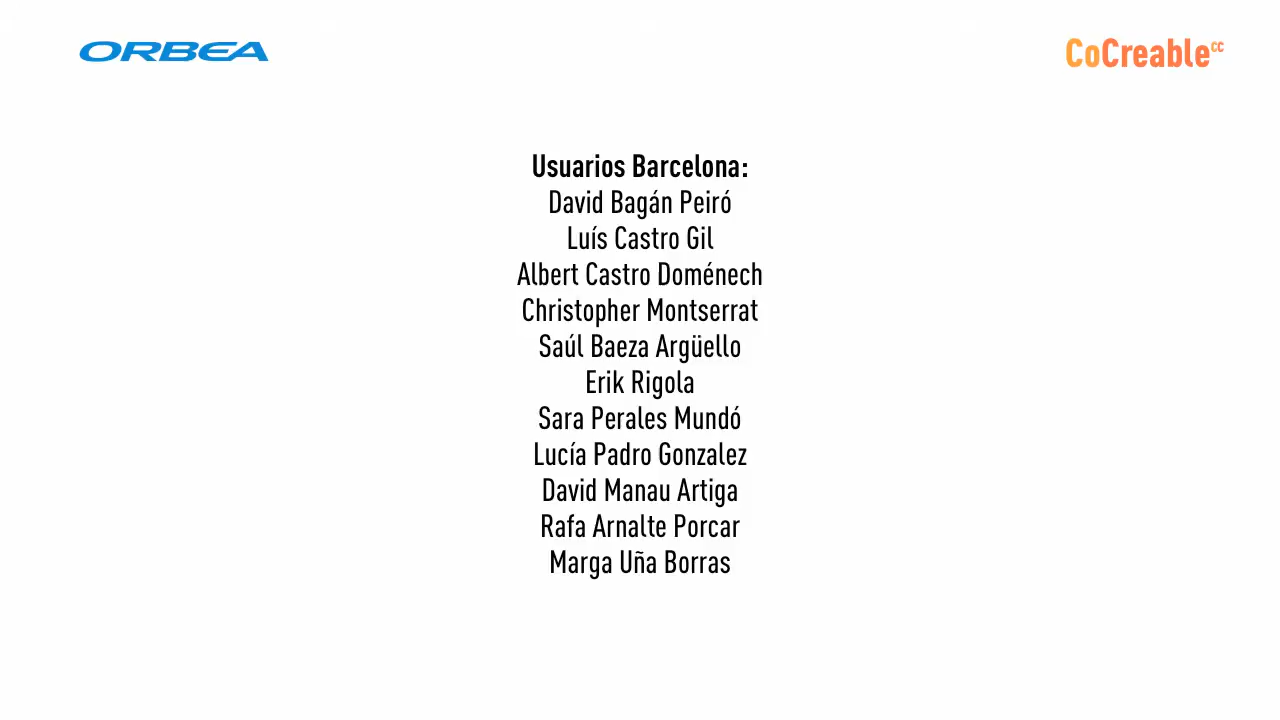 ORBEA
CoCreable CC
Usuarios Barcelona:
David Bagán Peiró
Luís Castro Gil
Albert Castro Doménech
Christopher Montserrat
Saúl Baeza Argüello
Erik Rigola
Sara Perales Mundó
Lucía Padro Gonzalez
David Manau Artiga
Rafa Arnalte Porcar
Marga Uña Borras